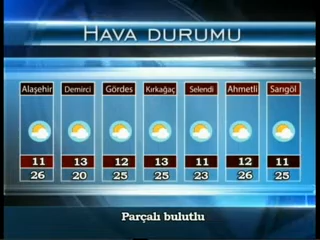 HAVA DURUMU
Alaşehir Demirci Gördes Kırkağaç Selendi Ahmetli Sarıgöl
11 13 12 13 11 12 11
26 20 25 25 23 26 25
Parçalı bulutlu